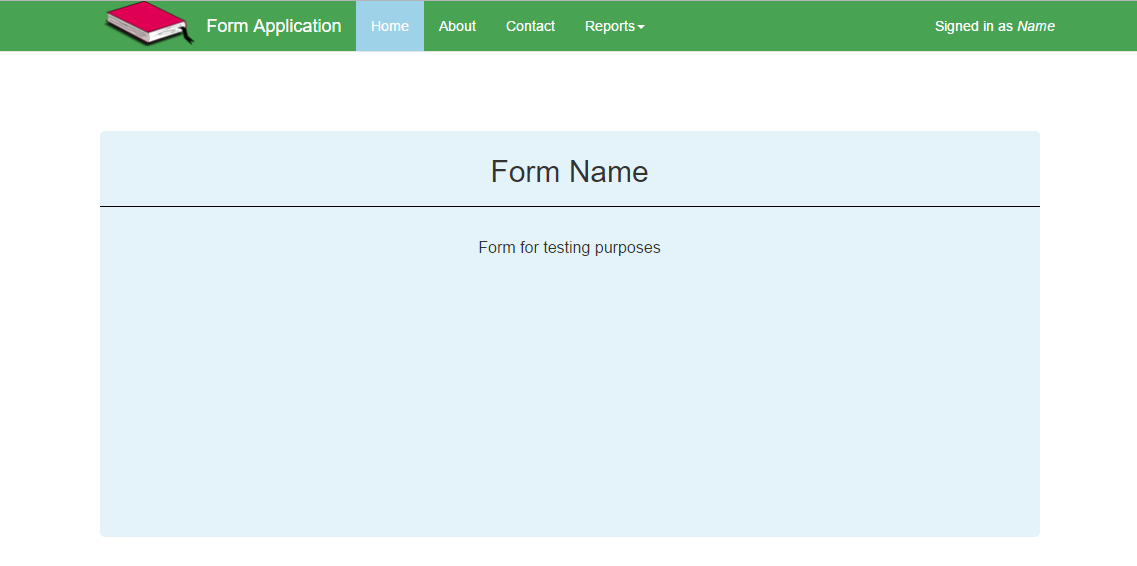 Form Application Home About Contact Reports Signed in as Name
Form Name
Form for testing purposes